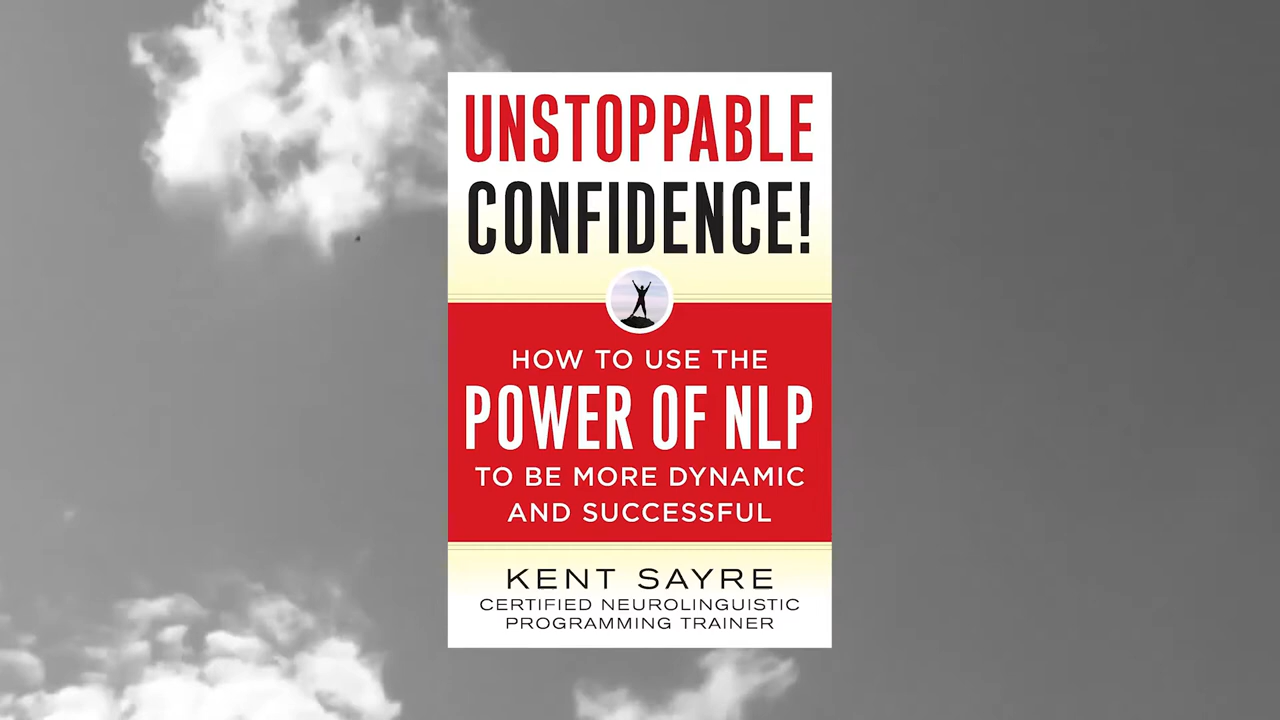 UNSTOPPABLE
CONFIDENCE!
HOW TO USE THE
POWER OF NLP
TO BE MORE DYNAMIC
AND SUCCESSFUL
KENT SAYRE
CERTIFIED NEUROLINGUISTIC
PROGRAMMING TRAINER